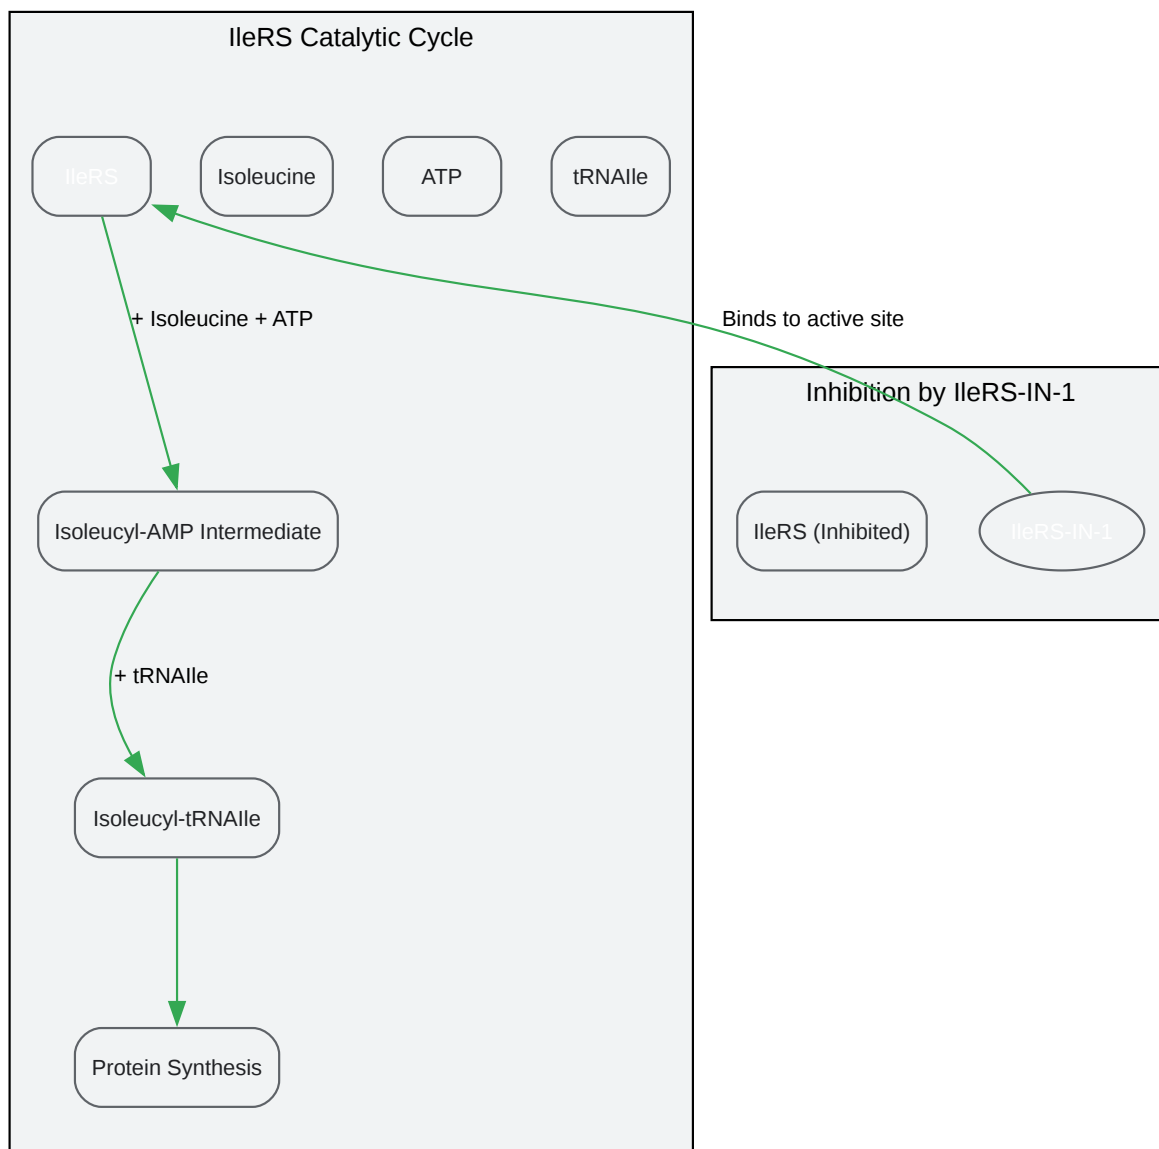 IleRS Catalytic Cycle
IleRS
Isoleucine
ATP
tRNAIle
+ Isoleucine + ATP
Binds to active site
Inhibition by IleRS-IN-1
Isoleucyl-AMP Intermediate
IleRS (Inhibited)
IleRS-IN-1
+ tRNAIle
Isoleucyl-tRNAIle
Protein Synthesis